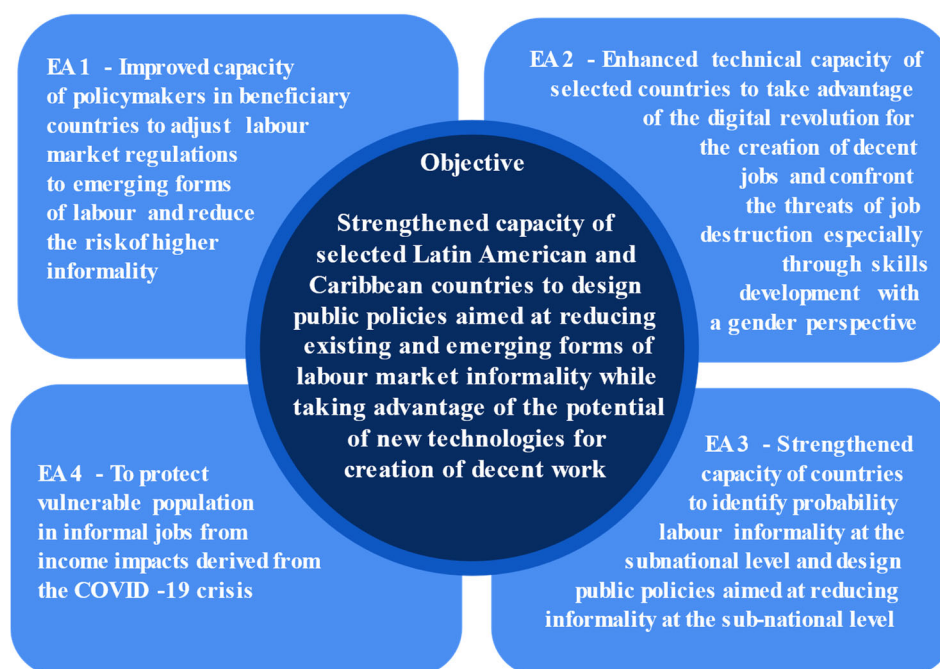 EA 1 - Improved capacity
of policymakers in beneficiary
countries to adjust labour
market regulations
to emerging forms
of labour and reduce
the riskof higher
informality
EA 2 - Enhanced technical capacity of
selected countries to take advantage
of the digital revolution for
the creation of decent
jobs and confront
the threats of job
destruction especially
through skills
development with
a gender perspective
Objective
Strengthened capacity of
selected Latin American and
Caribbean countries to design
public policies aimed at reducing
existing and emerging forms of
labour market informality while
taking advantage of the potential
of new technologies for
creation of decent work
EA 4 - To protect
vulnerable population
in informal jobs from
income impacts derived from
the COVID -19 crisis
EA 3 - Strengthened
capacity of countries
to identify probability
labour informality at the
subnational level and design
public policies aimed at reducing
informality at the sub-national level